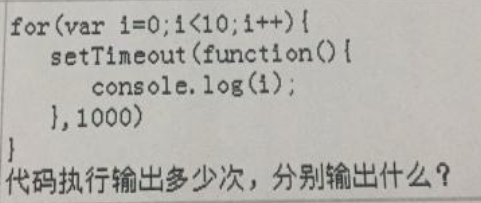 for(var i=0;i<10;i++){
setTimeout(function(){
console.log(i);
},1000)
}
代码执行输出多少次，分别输出什么？